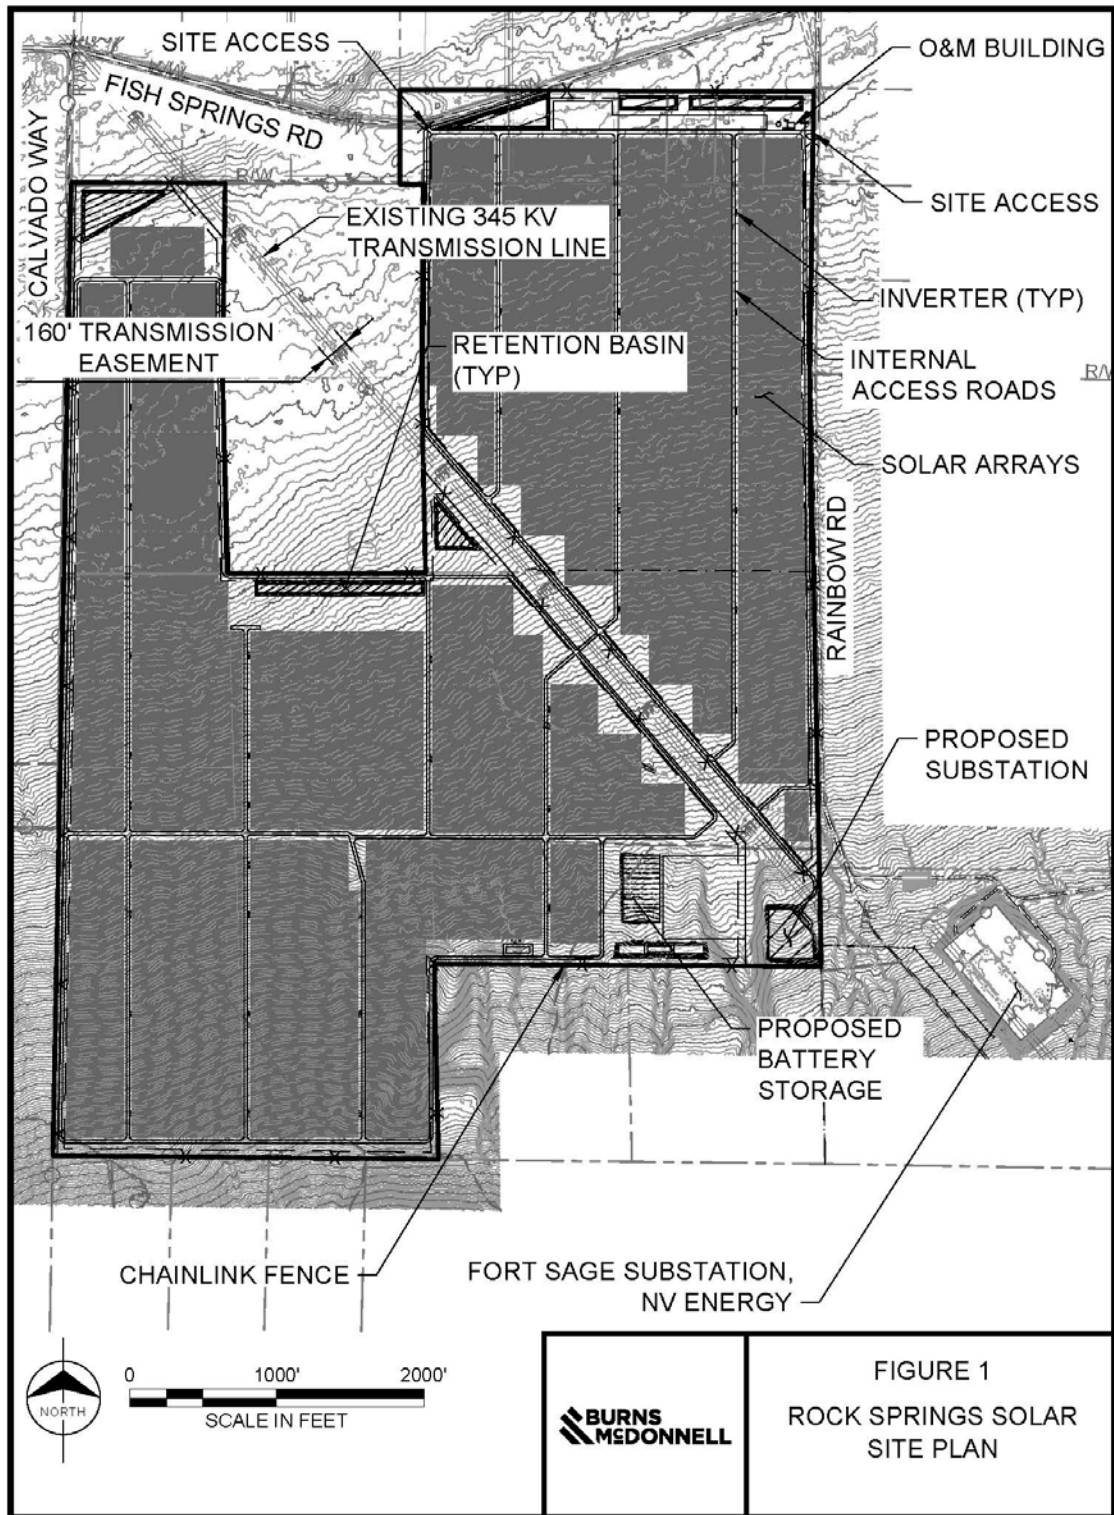 SITE ACCESS
O&M BUILDING
FISH SPRINGS RD
CALVADO WAY
R/W
EXISTING 345 KV
TRANSMISSION LINE
SITE ACCESS
INVERTER (TYP)
160' TRANSMISSION
EASEMENT
RETENTION BASIN
(TYP)
INTERNAL
ACCESS ROADS
R/W
SOLAR ARRAYS
RAINBOW RD
PROPOSED
SUBSTATION
PROPOSED
BATTERY
STORAGE
CHAINLINK FENCE
FORT SAGE SUBSTATION,
NV ENERGY
NORTH
0 1000' 2000'
SCALE IN FEET
BURNS
McDONNELL
FIGURE 1
ROCK SPRINGS SOLAR
SITE PLAN